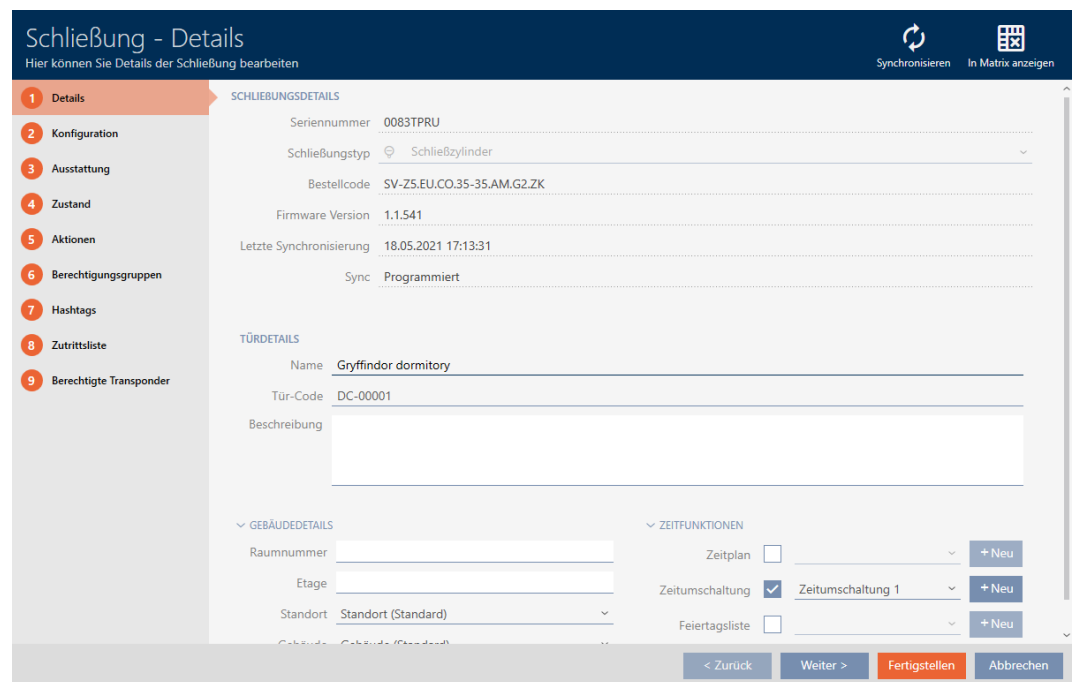 Schließung - Details
Hier können Sie Details der Schließung bearbeiten
Synchronisieren
In Matrix anzeigen
1 Details
2 Konfiguration
3 Ausstattung
4 Zustand
5 Aktionen
6 Berechtigungsgruppen
7 Hashtags
8 Zutrittsliste
9 Berechtigte Transponder
SCHLIEßUNGSDETAILS
Seriennummer 0083TPRU
Schließungstyp Schließzylinder
Bestellcode SV-Z5.EU.CO.35-35.AM.G2.ZK
Firmware Version 1.1.541
Letzte Synchronisierung 18.05.2021 17:13:31
Sync Programmiert
TÜRDETAILS
Name Gryffindor dormitory
Tür-Code DC-00001
Beschreibung
GEBÄUDEDETAILS
Raumnummer
Etage
Standort Standort (Standard)
Gebäude Gebäude (Standard)
ZEITFUNKTIONEN
Zeitplan + Neu
Zeitumschaltung Zeitumschaltung 1 + Neu
Feiertagsliste + Neu
< Zurück
Weiter >
Fertigstellen
Abbrechen